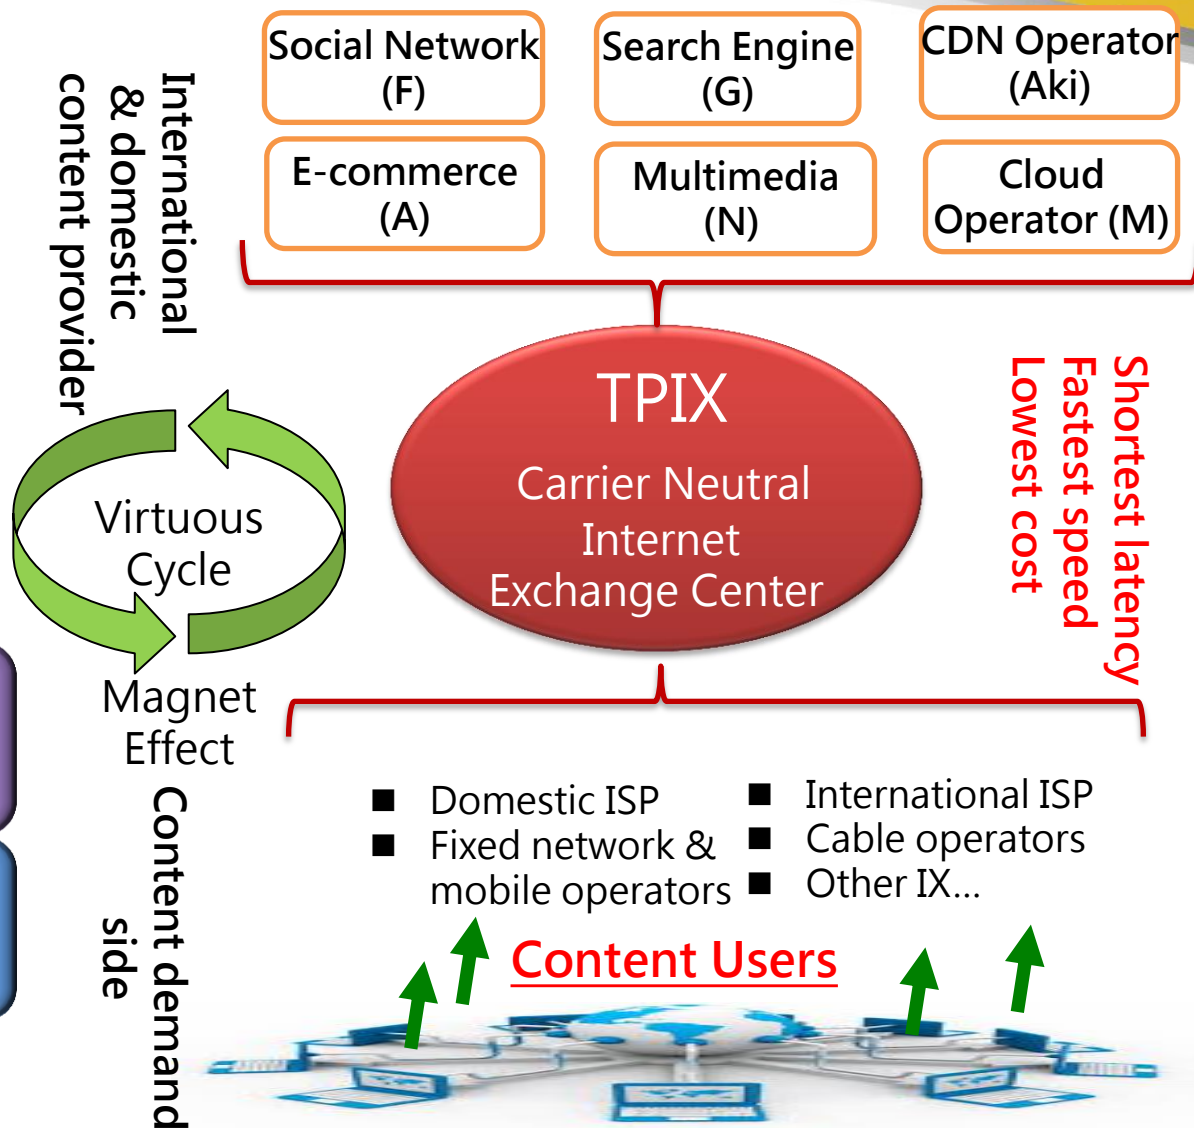 Social Network
(F)
Search Engine
(G)
CDN Operator
(Aki)
E-commerce
(A)
Multimedia
(N)
Cloud
Operator (M)
International
& domestic
content provider
TPIX
Carrier Neutral
Internet
Exchange Center
Shortest latency
Fastest speed
Lowest cost
Virtuous
Cycle
Magnet
Effect
Content demand
side
■ Domestic ISP
■ Fixed network &
mobile operators
■ International ISP
■ Cable operators
■ Other IX...
Content Users